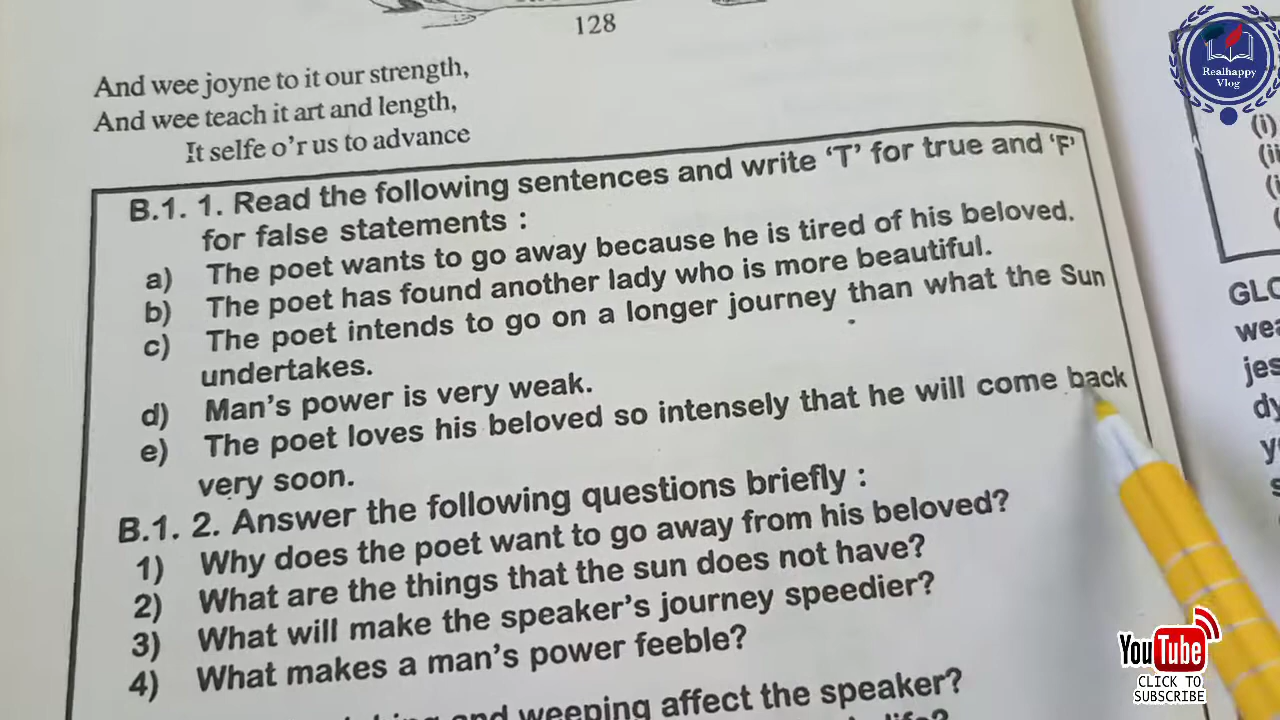 128
Realhappy
Vlog
And wee joyne to it our strength,
And wee teach it art and length,
It selfe o'r us to advance
B.1. 1. Read the following sentences and write 'T' for true and 'F'
for false statements :
a) The poet wants to go away because he is tired of his beloved.
b) The poet has found another lady who is more beautiful.
c) The poet intends to go on a longer journey than what the Sun
undertakes.
d) Man's power is very weak.
e) The poet loves his beloved so intensely that he will come back
very soon.
B.1. 2. Answer the following questions briefly :
1) Why does the poet want to go away from his beloved?
2) What are the things that the sun does not have?
3) What will make the speaker's journey speedier?
4) What makes a man's power feeble?
and weeping affect the speaker?
(i)
YouTube
CLICK TO
SUBSCRIBE